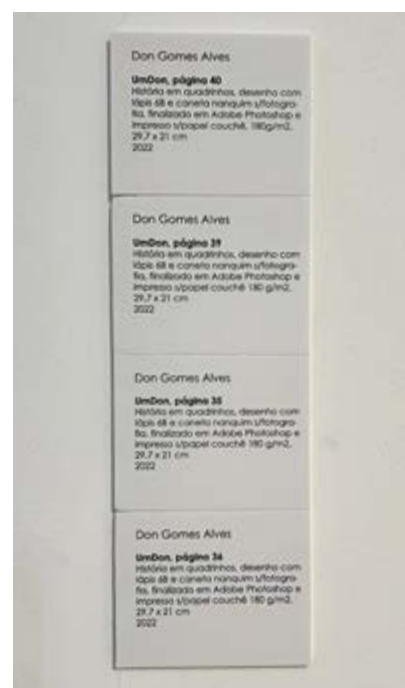 Don Gomes Alves
UmDon, página 40
História em quadrinhos, desenho com
lápis 6B e caneta nanquim s/fotogra-
fia, finalizado em Adobe Photoshop e
impresso s/papel couchê, 180g/m2,
29,7 x 21 cm
2022
Don Gomes Alves
UmDon, página 39
História em quadrinhos, desenho com
lápis 6B e caneta nanquim s/fotogra-
fia, finalizado em Adobe Photoshop e
impresso s/papel couchê 180 g/m2,
29,7 x 21 cm
2022
Don Gomes Alves
UmDon, página 35
História em quadrinhos, desenho com
lápis 6B e caneta nanquim s/fotogra-
fia, finalizado em Adobe Photoshop e
impresso s/papel couchê 180 g/m2,
29,7 x 21 cm
2022
Don Gomes Alves
UmDon, página 36
História em quadrinhos, desenho com
lápis 6B e caneta nanquim s/fotogra-
fia, finalizado em Adobe Photoshop e
impresso s/papel couchê 180 g/m2,
29,7 x 21 cm
2022